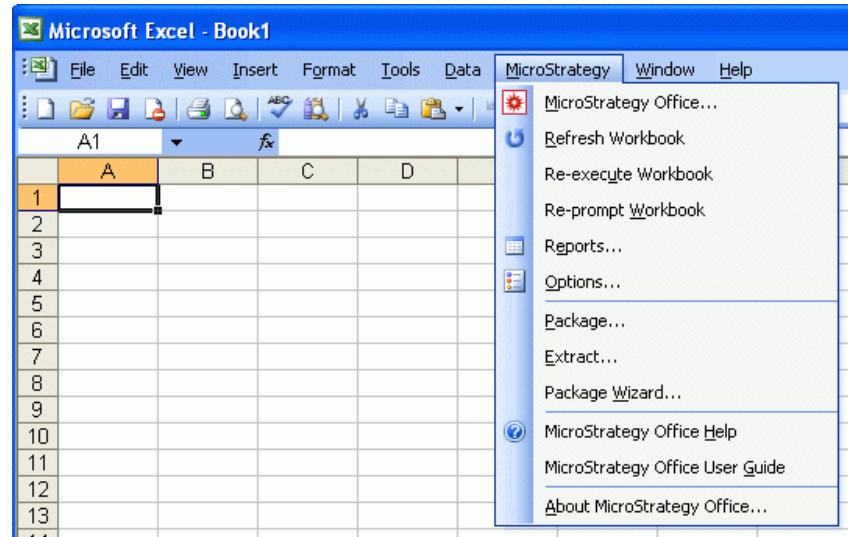 Microsoft Excel - Book1
File Edit View Insert Format Tools Data MicroStrategy Window Help
ABC
A1 fx
A B C D
1
2
3
4
5
6
7
8
9
10
11
12
13
MicroStrategy Office...
Refresh Workbook
Re-execute Workbook
Re-prompt Workbook
Reports...
Options...
Package...
Extract...
Package Wizard...
MicroStrategy Office Help
MicroStrategy Office User Guide
About MicroStrategy Office...